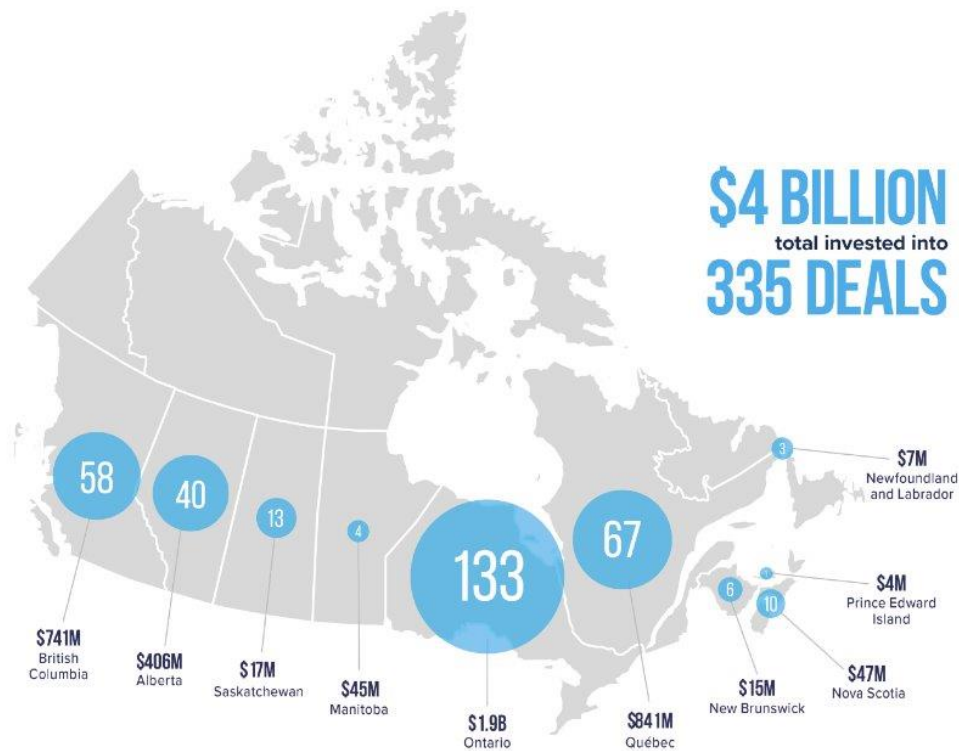 $4 BILLION
total invested into
335 DEALS
58
40
13
4
133
67
3
6
1
10
$741M
British
Columbia
$406M
Alberta
$17M
Saskatchewan
$45M
Manitoba
$1.9B
Ontario
$841M
Québec
$7M
Newfoundland
and Labrador
$4M
Prince Edward
Island
$47M
Nova Scotia
$15M
New Brunswick